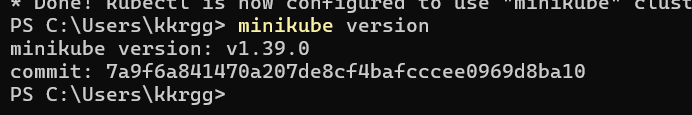 * Done! kubectl is now configured to use "minikube" clust
PS C:\Users\kkrgg> minikube version
minikube version: v1.39.0
commit: 7a9f6a841470a207de8cf4bafcccee0969d8ba10
PS C:\Users\kkrgg>